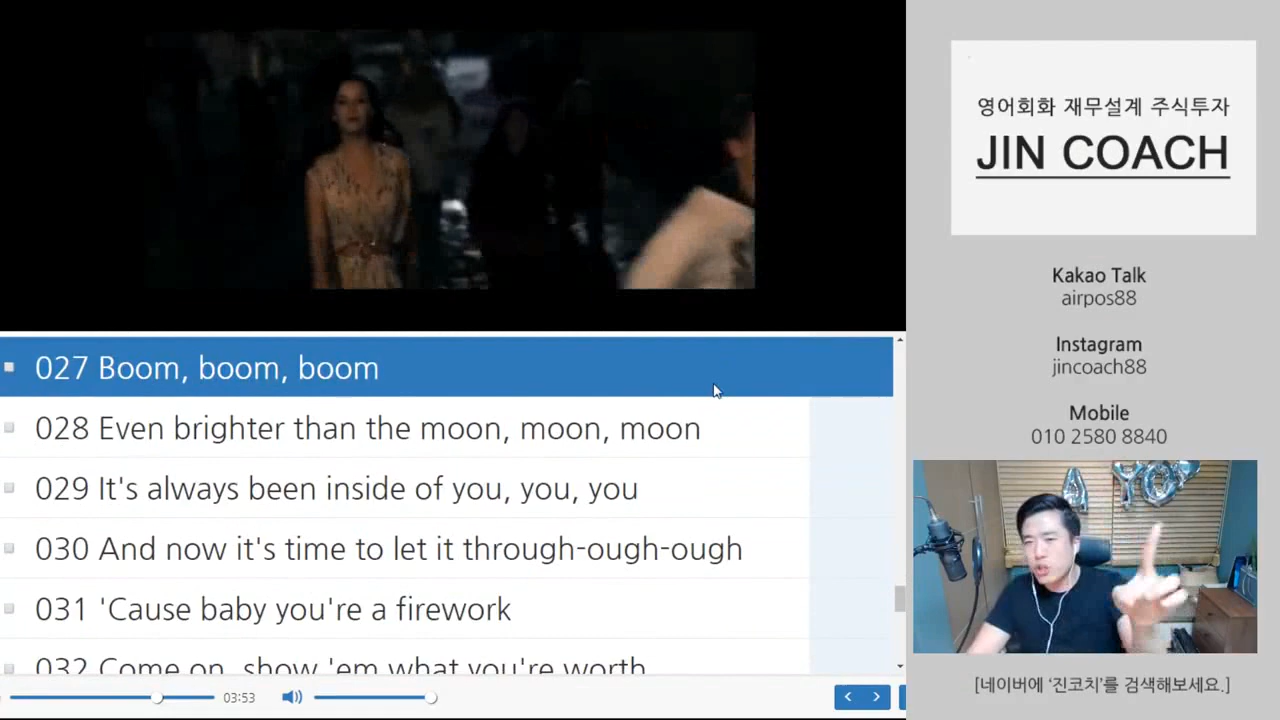 027 Boom, boom, boom
028 Even brighter than the moon, moon, moon
029 It's always been inside of you, you, you
030 And now it's time to let it through-ough-ough
031 'Cause baby you're a firework
032 Come on, show 'em what you're worth
03:53
영어회화 재무설계 주식투자
JIN COACH
Kakao Talk
airpos88
Instagram
jincoach88
Mobile
010 2580 8840
A YO
[네이버에 '진코치'를 검색해보세요.]